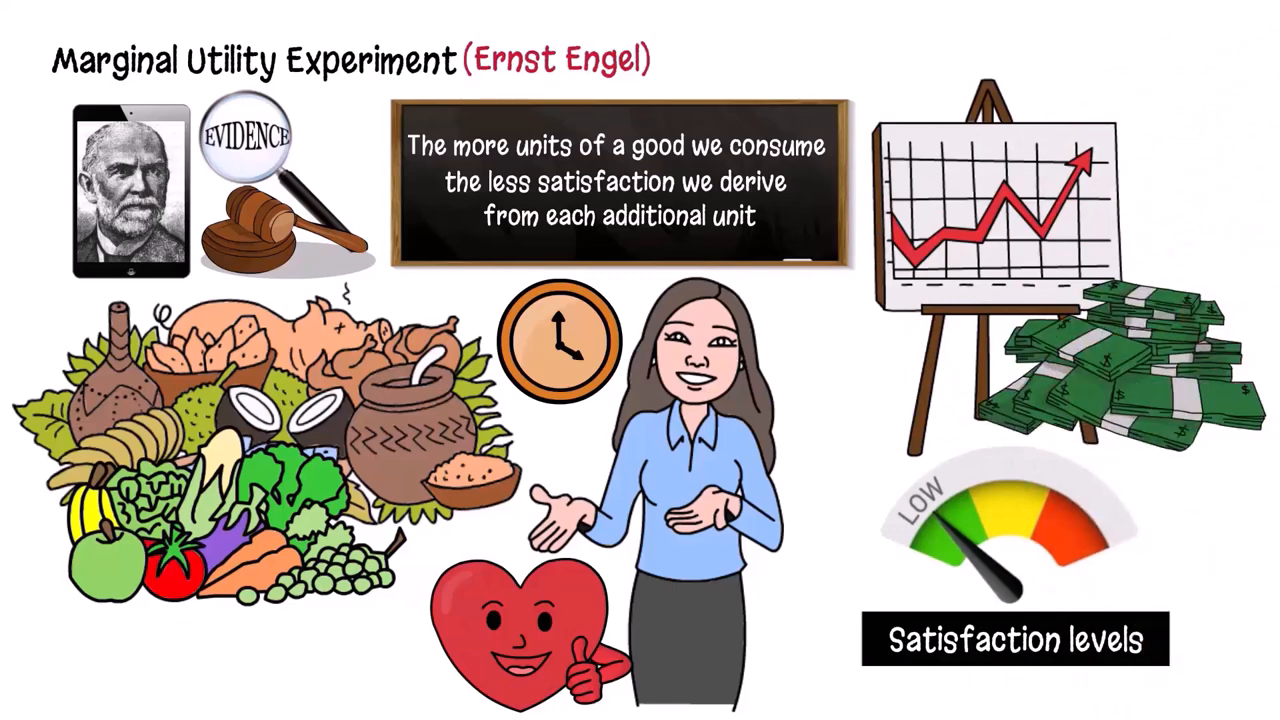 Marginal Utility Experiment (Ernst Engel)
EVIDENCE
The more units of a good we consume
the less satisfaction we derive
from each additional unit
LOW
Satisfaction levels